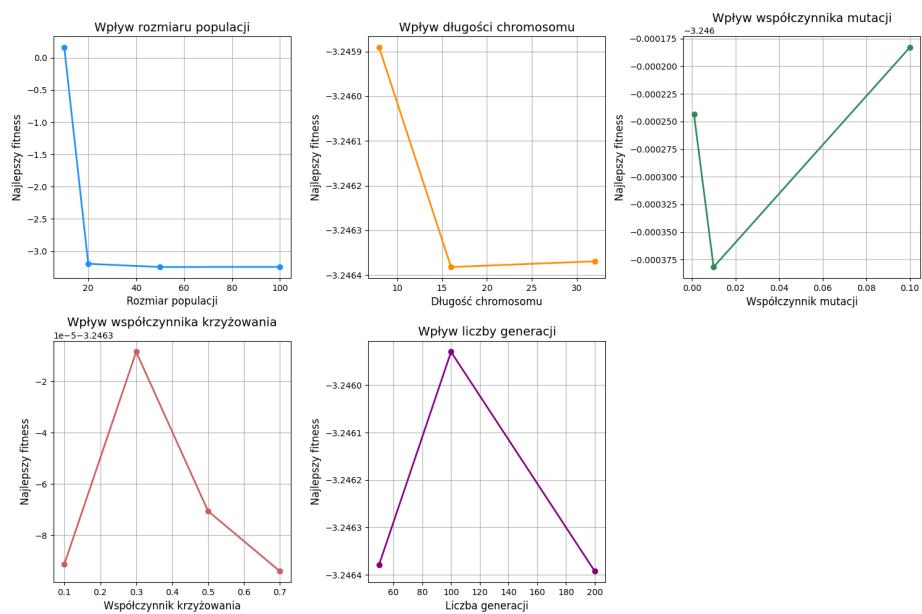 Wpływ rozmiaru populacji
0.0
−0.5
−1.0
−1.5
−2.0
−2.5
−3.0
Najlepszy fitness
20 40 60 80 100
Rozmiar populacji
Wpływ długości chromosomu
−3.2459
−3.2460
−3.2461
−3.2462
−3.2463
−3.2464
Najlepszy fitness
10 15 20 25 30
Długość chromosomu
Wpływ współczynnika mutacji
−3.246
−0.000175
−0.000200
−0.000225
−0.000250
−0.000275
−0.000300
−0.000325
−0.000350
−0.000375
Najlepszy fitness
0.00 0.02 0.04 0.06 0.08 0.10
Współczynnik mutacji
Wpływ współczynnika krzyżowania
1e−5−3.2463
−2
−4
−6
−8
Najlepszy fitness
0.1 0.2 0.3 0.4 0.5 0.6 0.7
Współczynnik krzyżowania
Wpływ liczby generacji
−3.2460
−3.2461
−3.2462
−3.2463
−3.2464
Najlepszy fitness
60 80 100 120 140 160 180 200
Liczba generacji